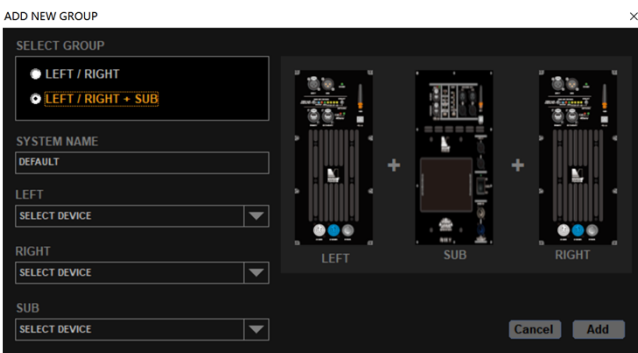 ADD NEW GROUP
SELECT GROUP
LEFT / RIGHT
LEFT / RIGHT + SUB
SYSTEM NAME
DEFAULT
LEFT
SELECT DEVICE
RIGHT
SELECT DEVICE
SUB
SELECT DEVICE
+
+
LEFT
SUB
RIGHT
Cancel
Add